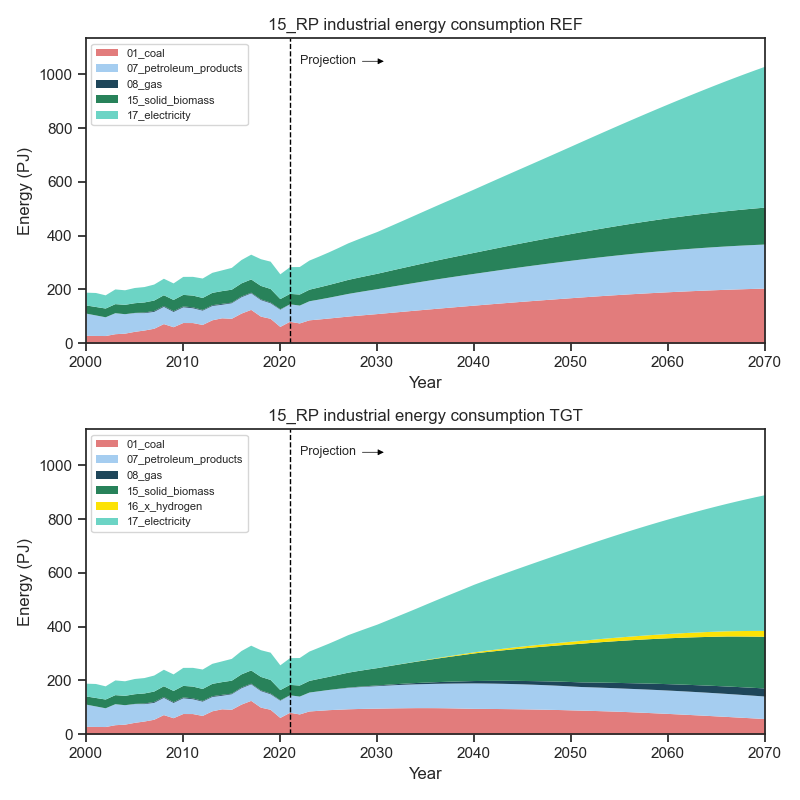 15_RP industrial energy consumption REF
01_coal
07_petroleum_products
08_gas
15_solid_biomass
17_electricity
Projection
Energy (PJ)
1000
800
600
400
200
0
2000 2010 2020 2030 2040 2050 2060 2070
Year
15_RP industrial energy consumption TGT
01_coal
07_petroleum_products
08_gas
15_solid_biomass
16_x_hydrogen
17_electricity
Projection
Energy (PJ)
1000
800
600
400
200
0
2000 2010 2020 2030 2040 2050 2060 2070
Year